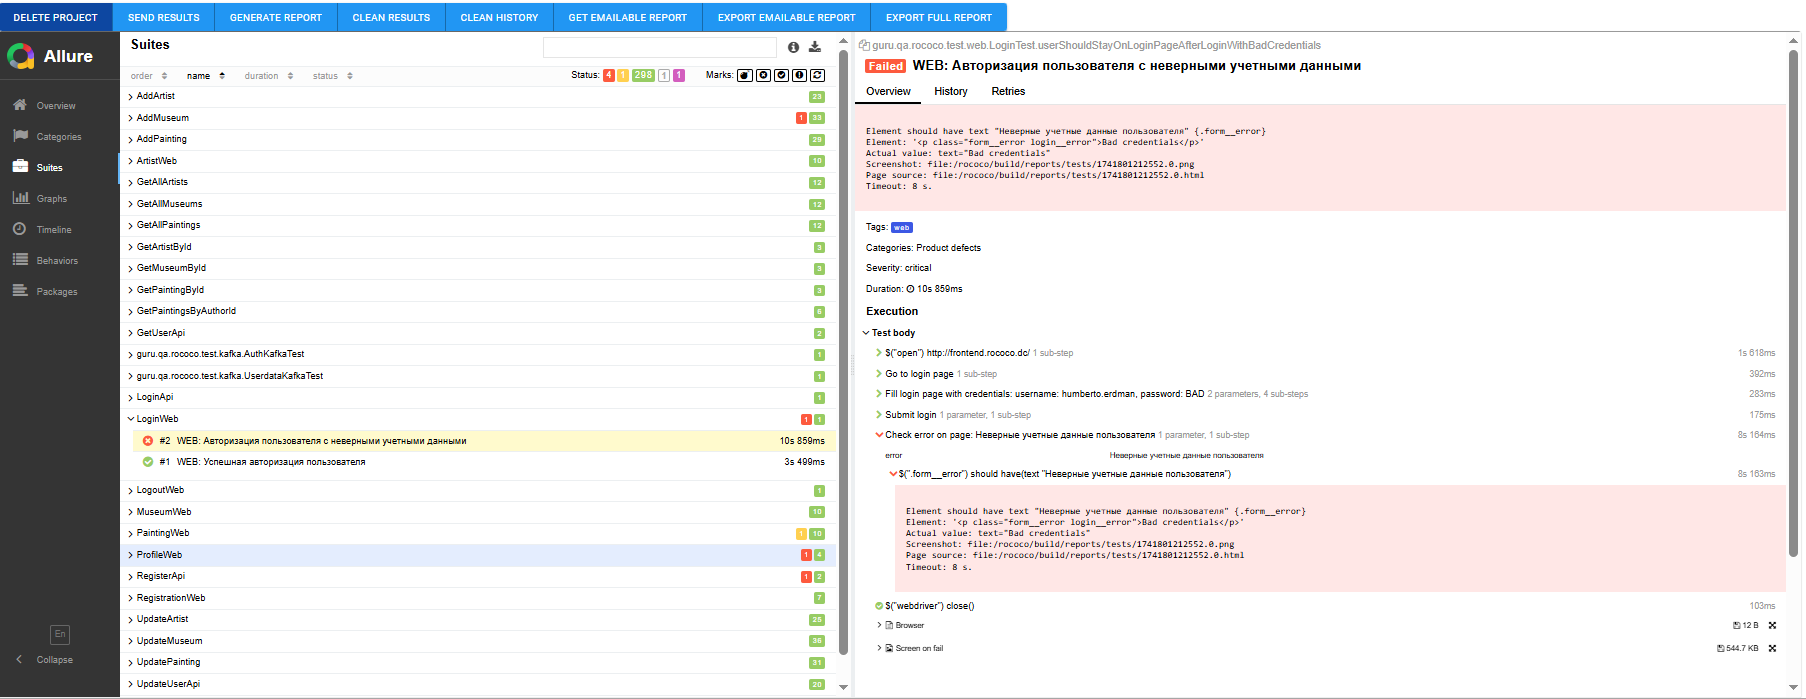 DELETE PROJECT SEND RESULTS GENERATE REPORT CLEAN RESULTS CLEAN HISTORY GET EMAILABLE REPORT EXPORT EMAILABLE REPORT EXPORT FULL REPORT
Allure
Overview
Categories
Suites
Graphs
Timeline
Behaviors
Packages
En
Collapse
Suites
order name duration status Status: 4 1 298 1 1 Marks:
AddArtist 23
AddMuseum 1 33
AddPainting 29
ArtistWeb 10
GetAllArtists 12
GetAllMuseums 12
GetAllPaintings 12
GetArtistById 3
GetMuseumById 3
GetPaintingById 3
GetPaintingsByAuthorId 6
GetUserApi 2
guru.qa.rococo.test.kafka.AuthKafkaTest 1
guru.qa.rococo.test.kafka.UserdataKafkaTest 1
LoginApi 1
LoginWeb 1 1
#2 WEB: Авторизация пользователя с неверными учетными данными 10s 859ms
#1 WEB: Успешная авторизация пользователя 3s 499ms
LogoutWeb 1
MuseumWeb 10
PaintingWeb 1 10
ProfileWeb 1 4
RegisterApi 1 2
RegistrationWeb 7
UpdateArtist 25
UpdateMuseum 36
UpdatePainting 31
UpdateUserApi 20
guru.qa.rococo.test.web.LoginTest.userShouldStayOnLoginPageAfterLoginWithBadCredentials
Failed WEB: Авторизация пользователя с неверными учетными данными
Overview History Retries
Element should have text "Неверные учетные данные пользователя" {.form__error}
Element: '<p class="form__error login__error">Bad credentials</p>'
Actual value: text="Bad credentials"
Screenshot: file:/rococo/build/reports/tests/1741801212552.0.png
Page source: file:/rococo/build/reports/tests/1741801212552.0.html
Timeout: 8 s.
Tags: web
Categories: Product defects
Severity: critical
Duration: 10s 859ms
Execution
Test body
$("open") http://frontend.rococo.dc/ 1 sub-step 1s 618ms
Go to login page 1 sub-step 392ms
Fill login page with credentials: username: humberto.erdman, password: BAD 2 parameters, 4 sub-steps 283ms
Submit login 1 parameter, 1 sub-step 175ms
Check error on page: Неверные учетные данные пользователя 1 parameter, 1 sub-step 8s 164ms
error Неверные учетные данные пользователя
$(".form__error") should have(text "Неверные учетные данные пользователя") 8s 163ms
Element should have text "Неверные учетные данные пользователя" {.form__error}
Element: '<p class="form__error login__error">Bad credentials</p>'
Actual value: text="Bad credentials"
Screenshot: file:/rococo/build/reports/tests/1741801212552.0.png
Page source: file:/rococo/build/reports/tests/1741801212552.0.html
Timeout: 8 s.
$("webdriver") close() 103ms
Browser 12 B
Screen on fail 544.7 KB